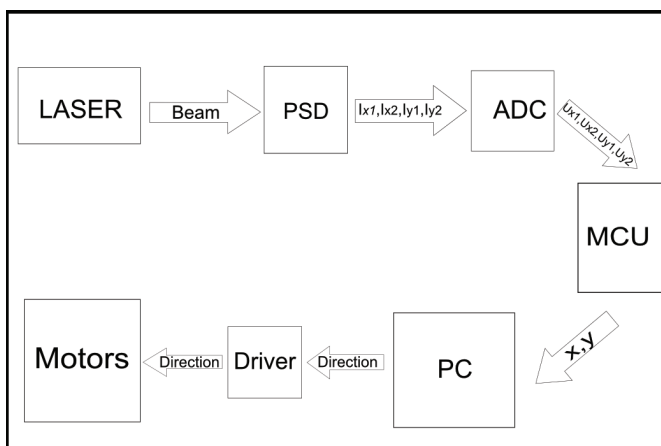 LASER
Beam
PSD
Ix1,Ix2,Iy1,Iy2
ADC
Ux1,Ux2,Uy1,Uy2
MCU
x,y
PC
Direction
Driver
Direction
Motors